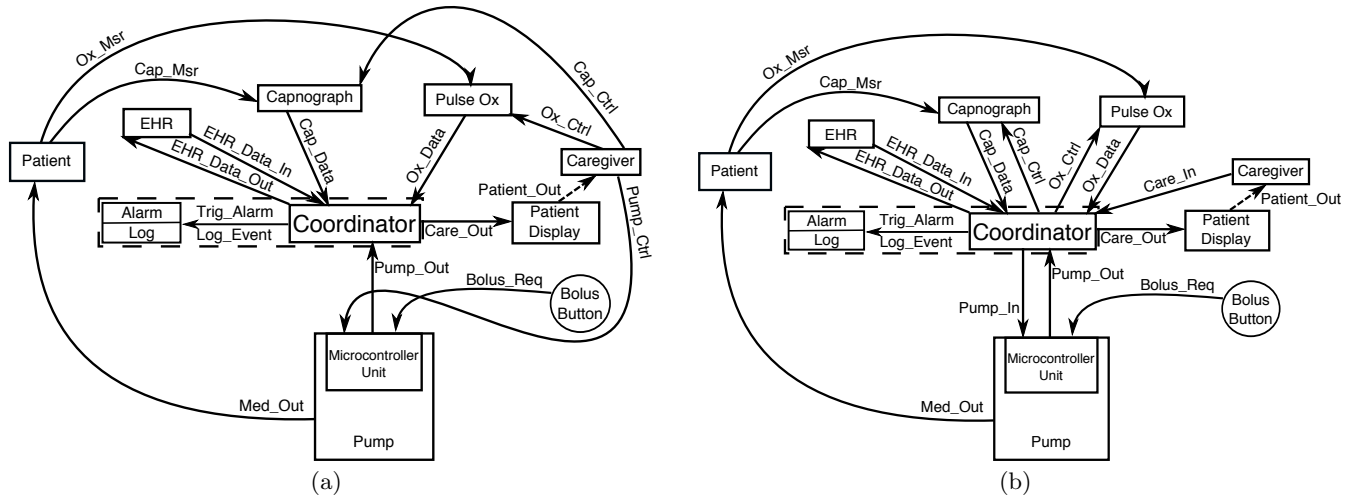 Ox_Msr
Cap_Msr
Cap_Ctrl
Capnograph
Pulse Ox
EHR
EHR_Data_In
EHR_Data_Out
Cap_Data
Ox_Data
Ox_Ctrl
Patient
Caregiver
Patient_Out
Alarm
Log
Trig_Alarm
Log_Event
Coordinator
Care_Out
Patient
Display
Pump_Ctrl
Pump_Out
Bolus_Req
Bolus
Button
Microcontroller
Unit
Med_Out
Pump
(a)
Ox_Msr
Cap_Msr
Capnograph
Pulse Ox
EHR
EHR_Data_In
EHR_Data_Out
Cap_Data
Cap_Ctrl
Ox_Ctrl
Ox_Data
Patient
Care_In
Caregiver
Patient_Out
Alarm
Log
Trig_Alarm
Log_Event
Coordinator
Care_Out
Patient
Display
Pump_In
Pump_Out
Bolus_Req
Bolus
Button
Microcontroller
Unit
Med_Out
Pump
(b)